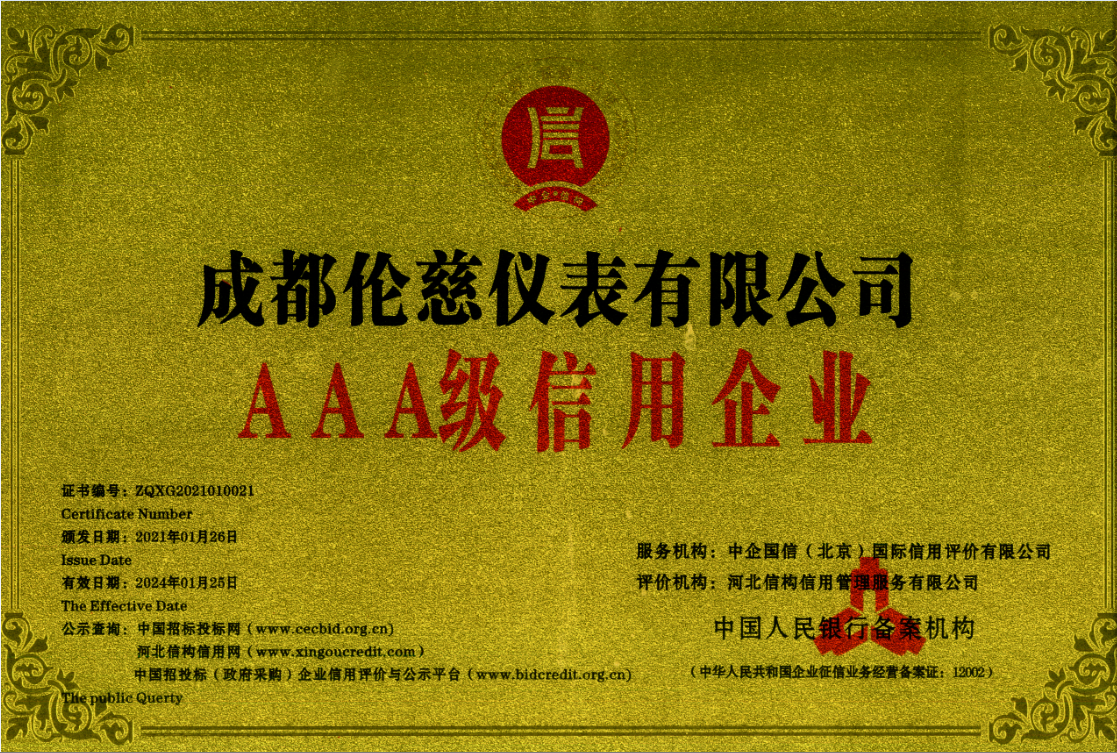 信
成都伦慈仪表有限公司
AAA级信用企业
证书编号：ZQXG2021010021
Certificate Number
颁发日期：2021年01月26日
Issue Date
有效日期：2024年01月25日
The Effective Date
公示查询：中国招标投标网（www.cecbid.org.cn）
河北信构信用网（www.xingoucredit.com）
中国招投标（政府采购）企业信用评价与公示平台（www.bidcredit.org.cn）
The public Querty
服务机构：中企国信（北京）国际信用评价有限公司
评价机构：河北信构信用管理服务有限公司
中国人民银行备案机构
（中华人民共和国企业征信业务经营备案证：12002）